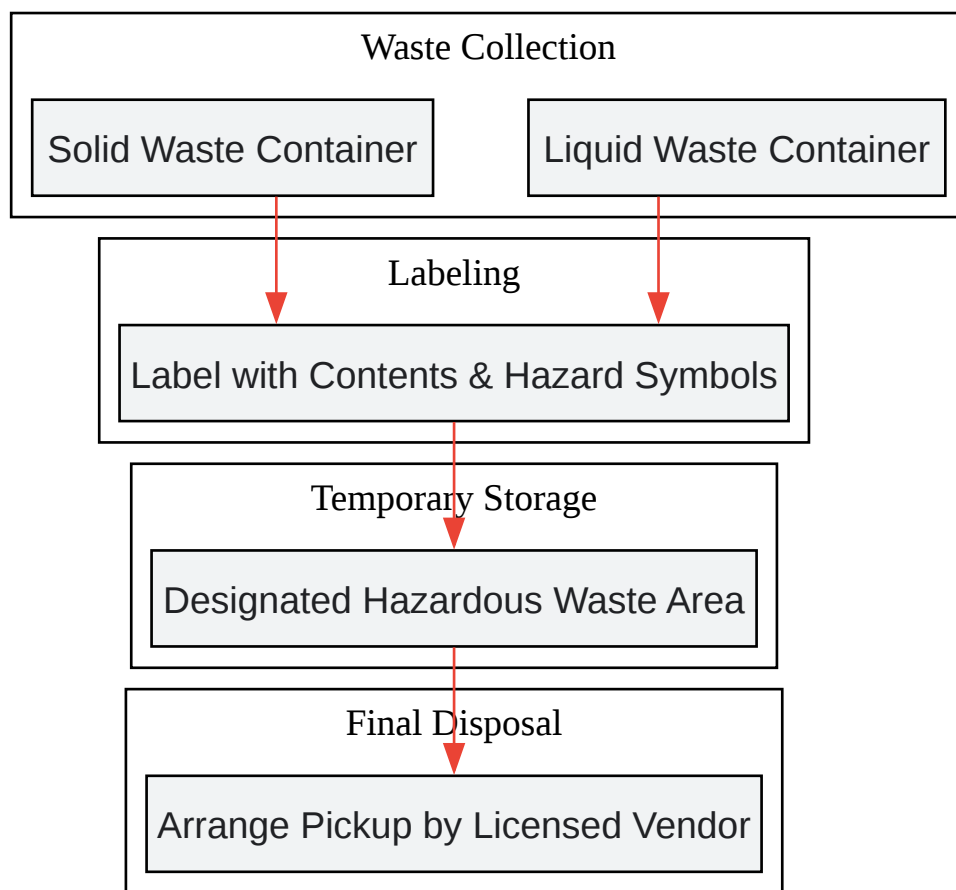 Waste Collection
Solid Waste Container
Liquid Waste Container
Labeling
Label with Contents & Hazard Symbols
Temporary Storage
Designated Hazardous Waste Area
Final Disposal
Arrange Pickup by Licensed Vendor